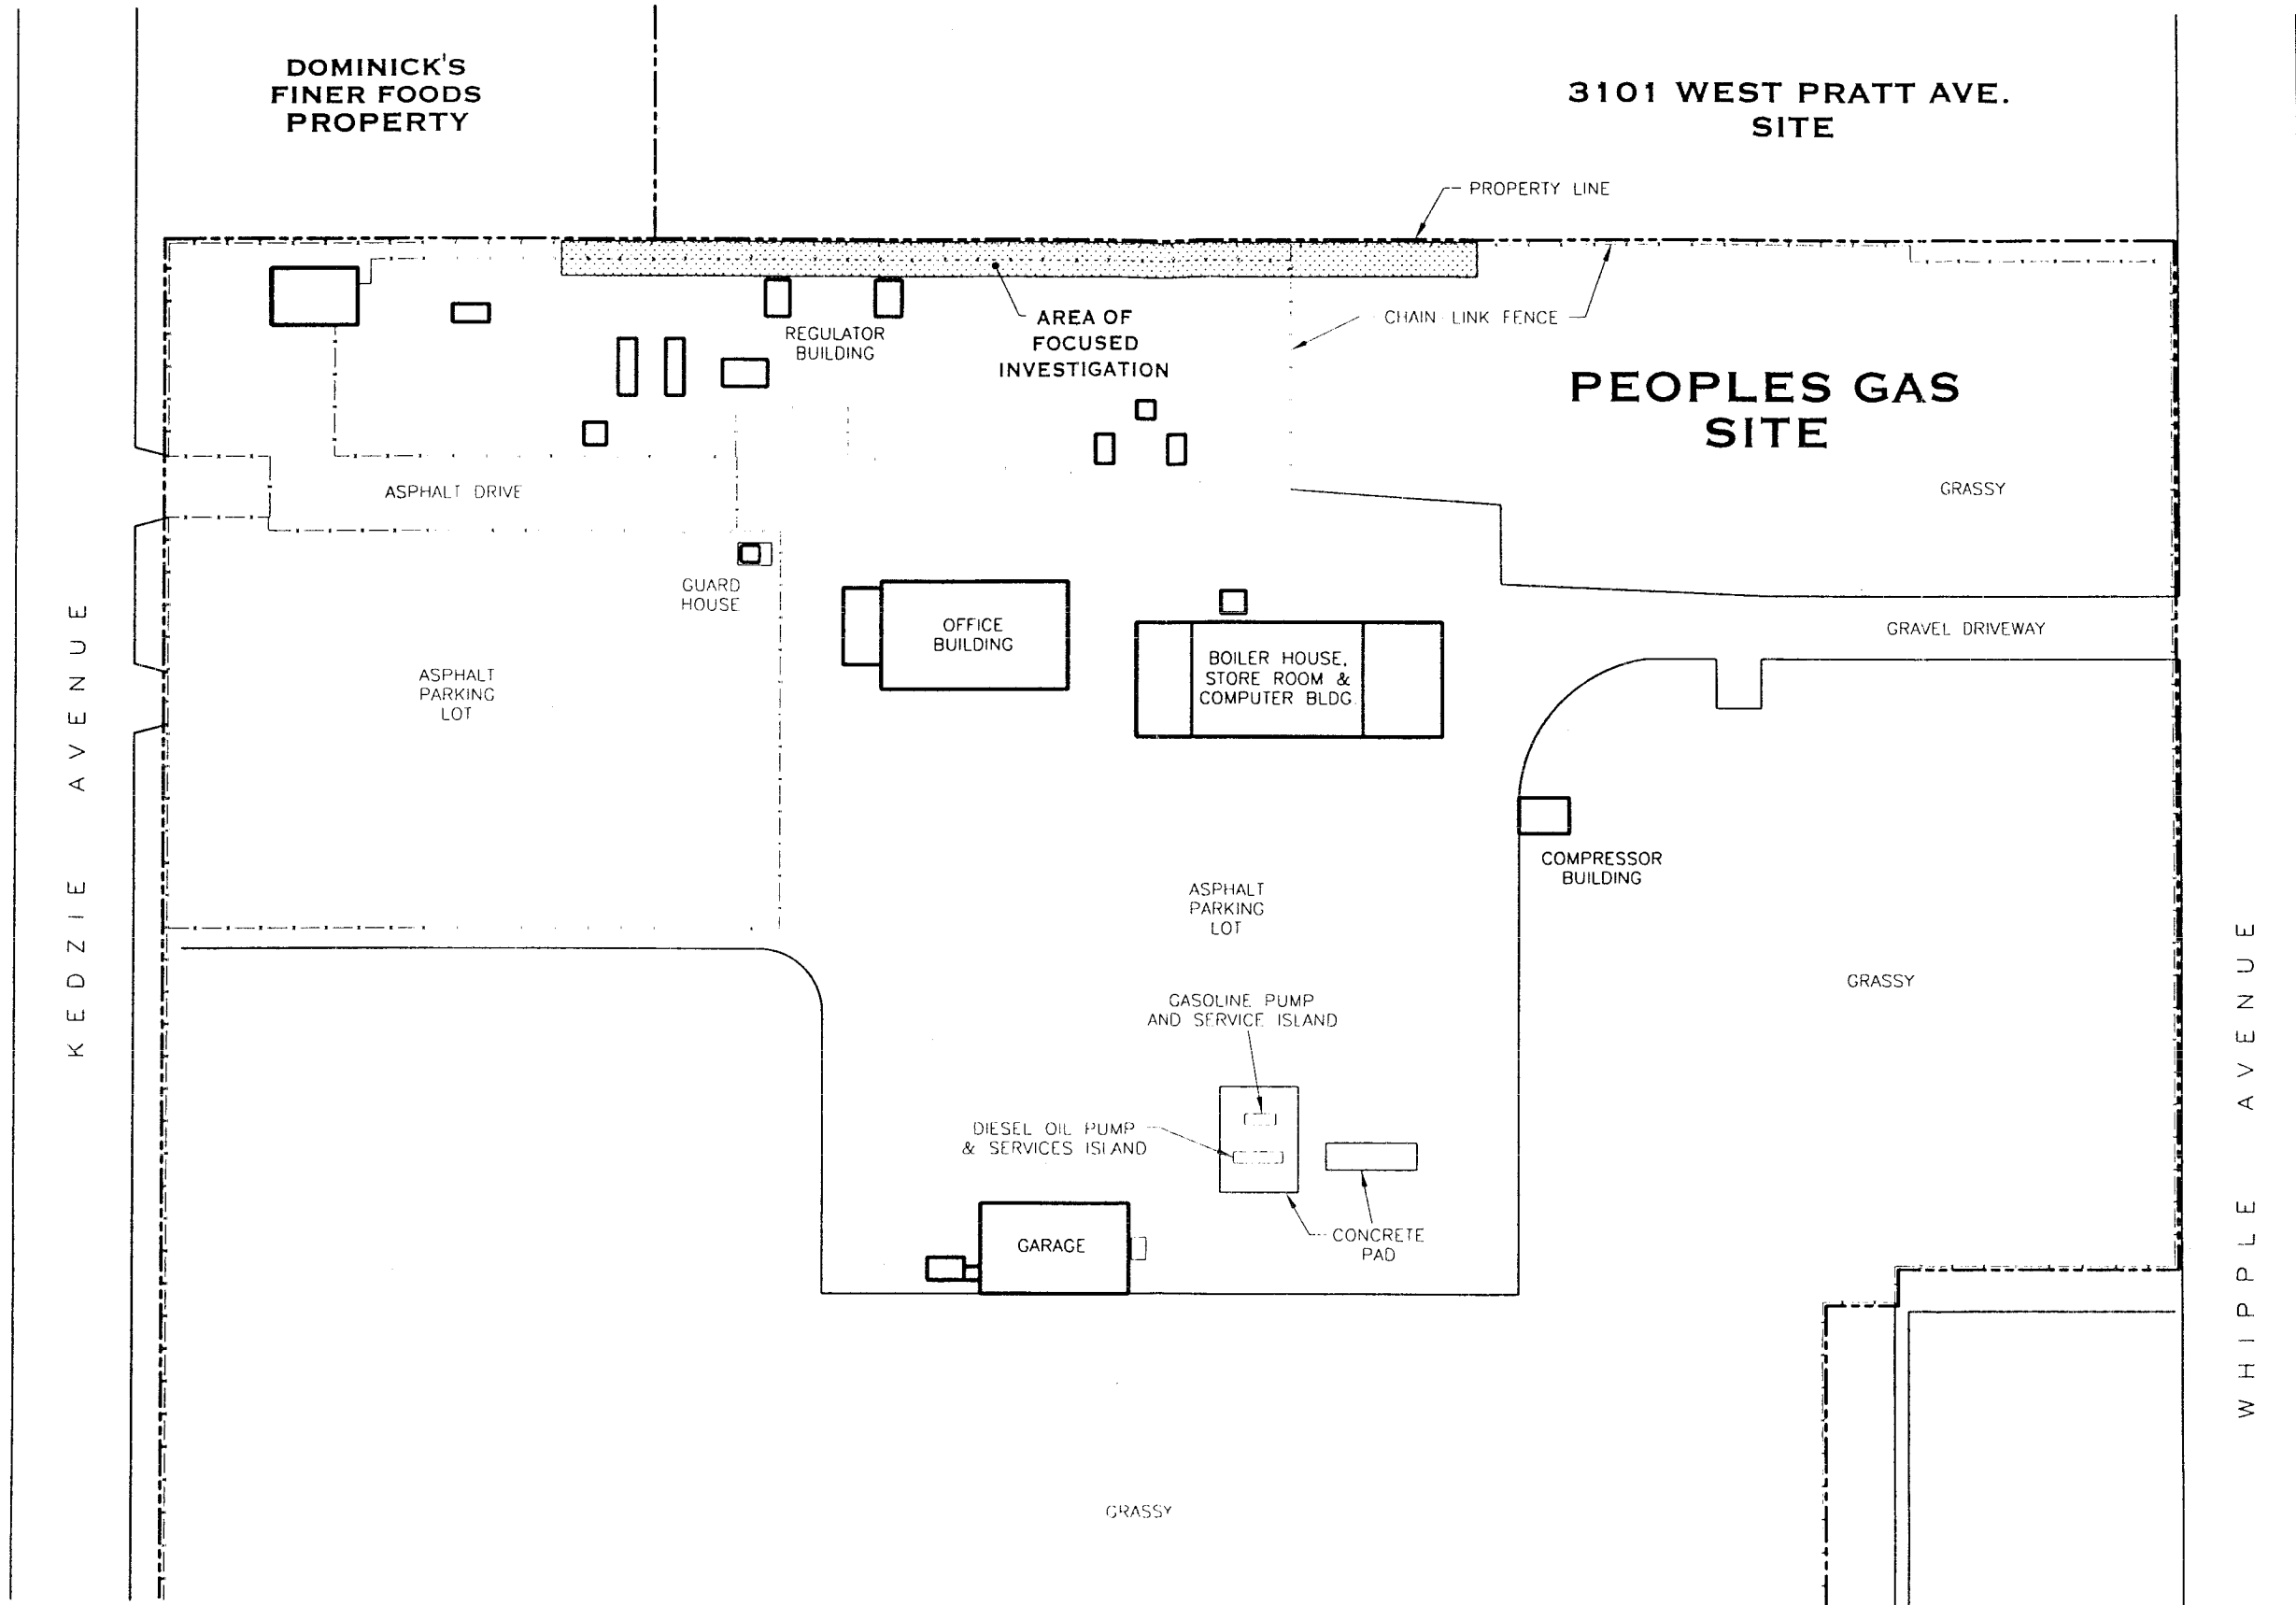 DOMINICK'S
FINER FOODS
PROPERTY
3101 WEST PRATT AVE.
SITE
PROPERTY LINE
REGULATOR
BUILDING
AREA OF
FOCUSED
INVESTIGATION
CHAIN LINK FENCE
PEOPLES GAS
SITE
ASPHALT DRIVE
GRASSY
GUARD
HOUSE
OFFICE
BUILDING
GRAVEL DRIVEWAY
BOILER HOUSE,
STORE ROOM &
COMPUTER BLDG.
ASPHALT
PARKING
LOT
KEDZIE AVENUE
COMPRESSOR
BUILDING
ASPHALT
PARKING
LOT
GRASSY
GASOLINE PUMP
AND SERVICE ISLAND
DIESEL OIL PUMP
& SERVICES ISLAND
CONCRETE
PAD
GARAGE
WHIPPLE AVENUE
GRASSY